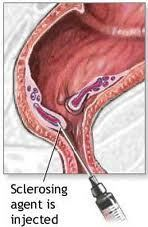 Sclerosing
agent is
injected